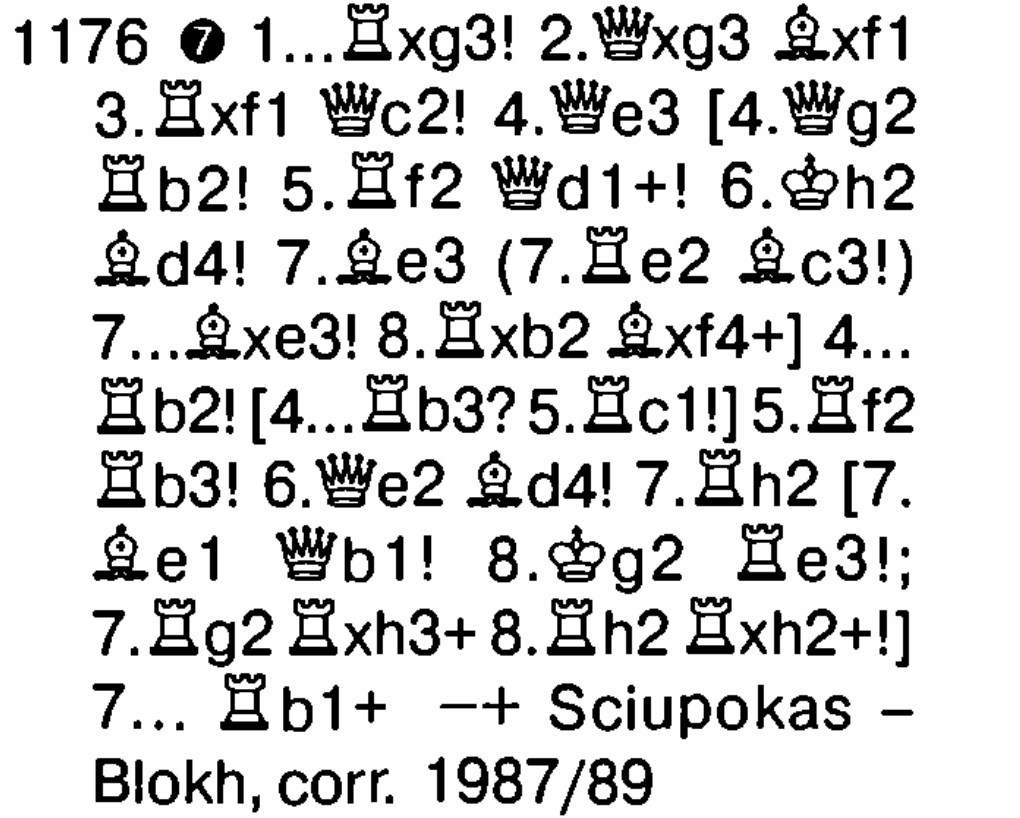 1176 ❼ 1...♖xg3! 2.♕xg3 ♗xf1
3.♖xf1 ♕c2! 4.♕e3 [4.♕g2
♖b2! 5.♖f2 ♕d1+! 6.♔h2
♗d4! 7.♗e3 (7.♖e2 ♗c3!)
7...♗xe3! 8.♖xb2 ♗xf4+] 4...
♖b2! [4...♖b3? 5.♖c1!] 5.♖f2
♖b3! 6.♕e2 ♗d4! 7.♖h2 [7.
♗e1 ♕b1! 8.♔g2 ♖e3!;
7.♖g2 ♖xh3+ 8.♖h2 ♖xh2+!]
7... ♖b1+ –+ Sciupokas –
Blokh, corr. 1987/89